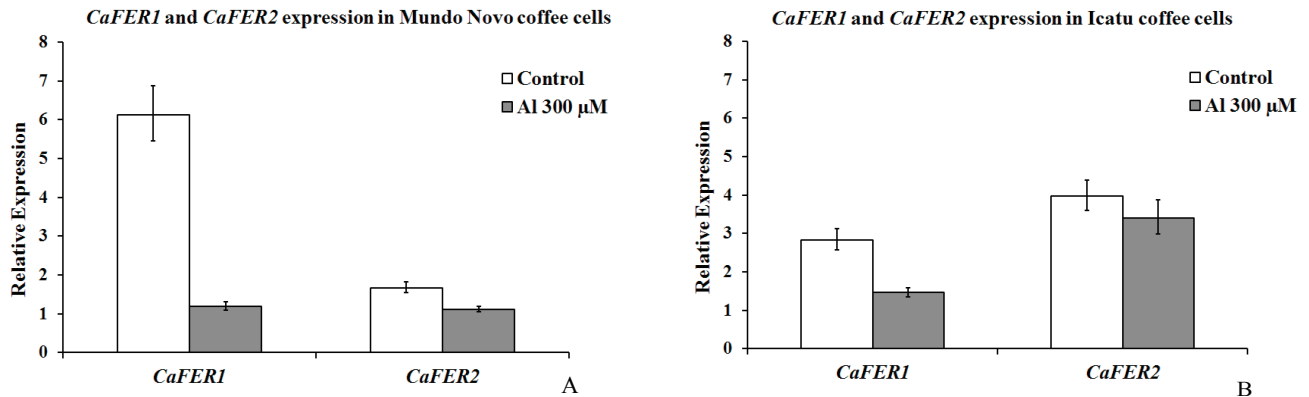 CaFER1 and CaFER2 expression in Mundo Novo coffee cells
8
7
6
5
4
3
2
1
0
Relative Expression
Control
Al 300 µM
CaFER1
CaFER2
A
CaFER1 and CaFER2 expression in Icatu coffee cells
8
7
6
5
4
3
2
1
0
Relative Expression
Control
Al 300 µM
CaFER1
CaFER2
B